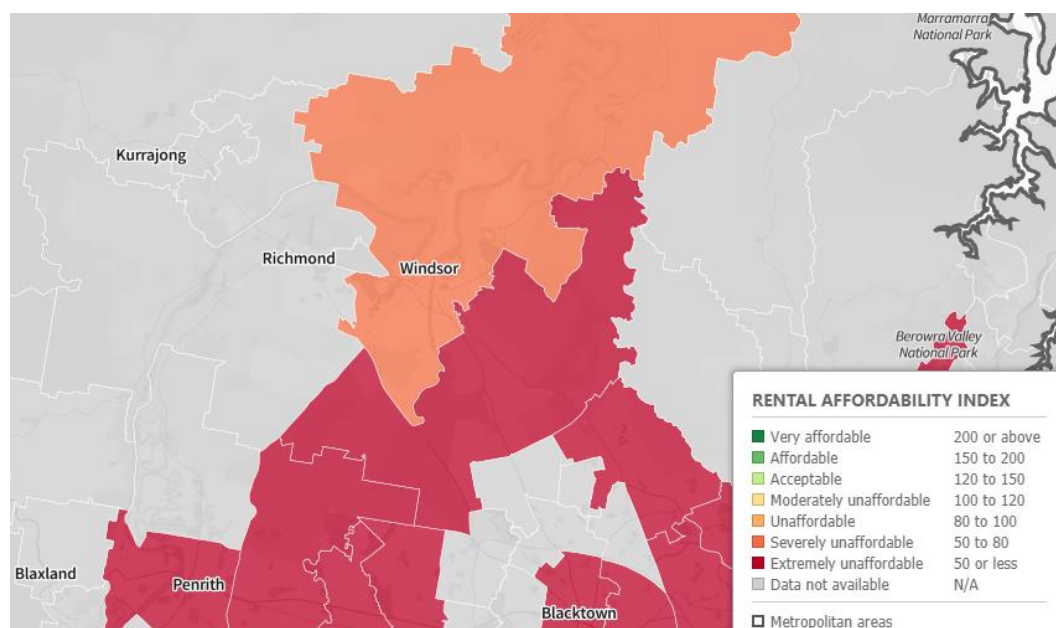 Marramarra
National Park
Kurrajong
Richmond
Windsor
Berowra Valley
National Park
Blaxland
Penrith
Blacktown
RENTAL AFFORDABILITY INDEX
Very affordable 200 or above
Affordable 150 to 200
Acceptable 120 to 150
Moderately unaffordable 100 to 120
Unaffordable 80 to 100
Severely unaffordable 50 to 80
Extremely unaffordable 50 or less
Data not available N/A
Metropolitan areas